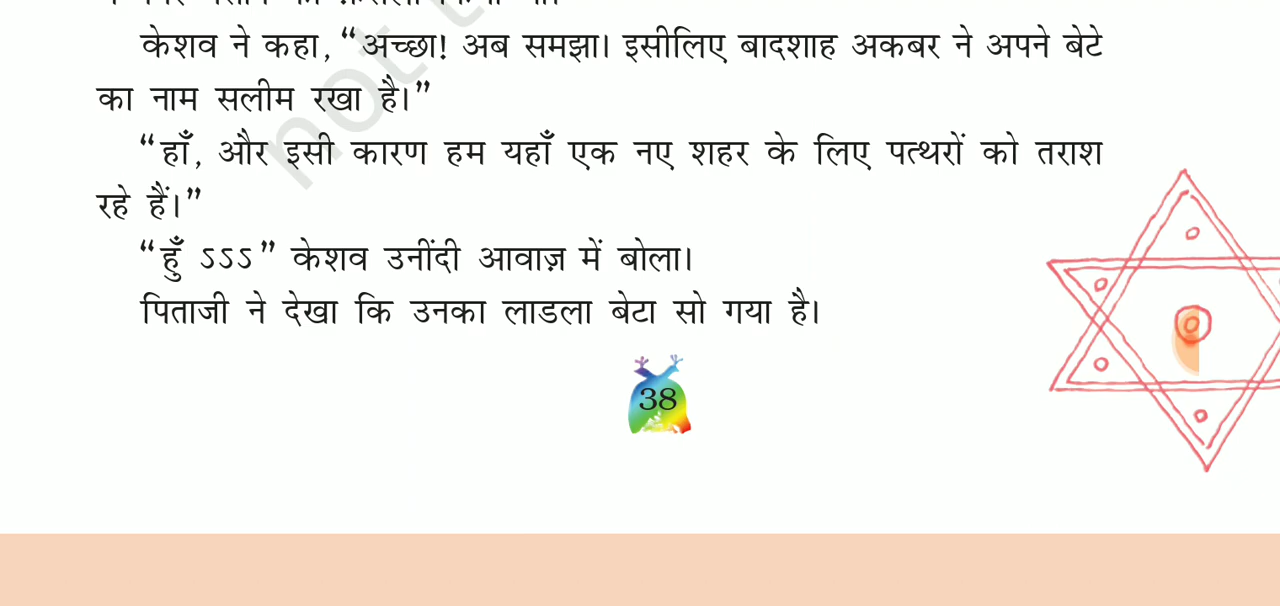 केशव ने कहा, “अच्छा! अब समझा। इसीलिए बादशाह अकबर ने अपने बेटे
का नाम सलीम रखा है।”
“हाँ, और इसी कारण हम यहाँ एक नए शहर के लिए पत्थरों को तराश
रहे हैं।”
“हुँ ऽऽऽ” केशव उनींदी आवाज़ में बोला।
पिताजी ने देखा कि उनका लाडला बेटा सो गया है।
38
not t